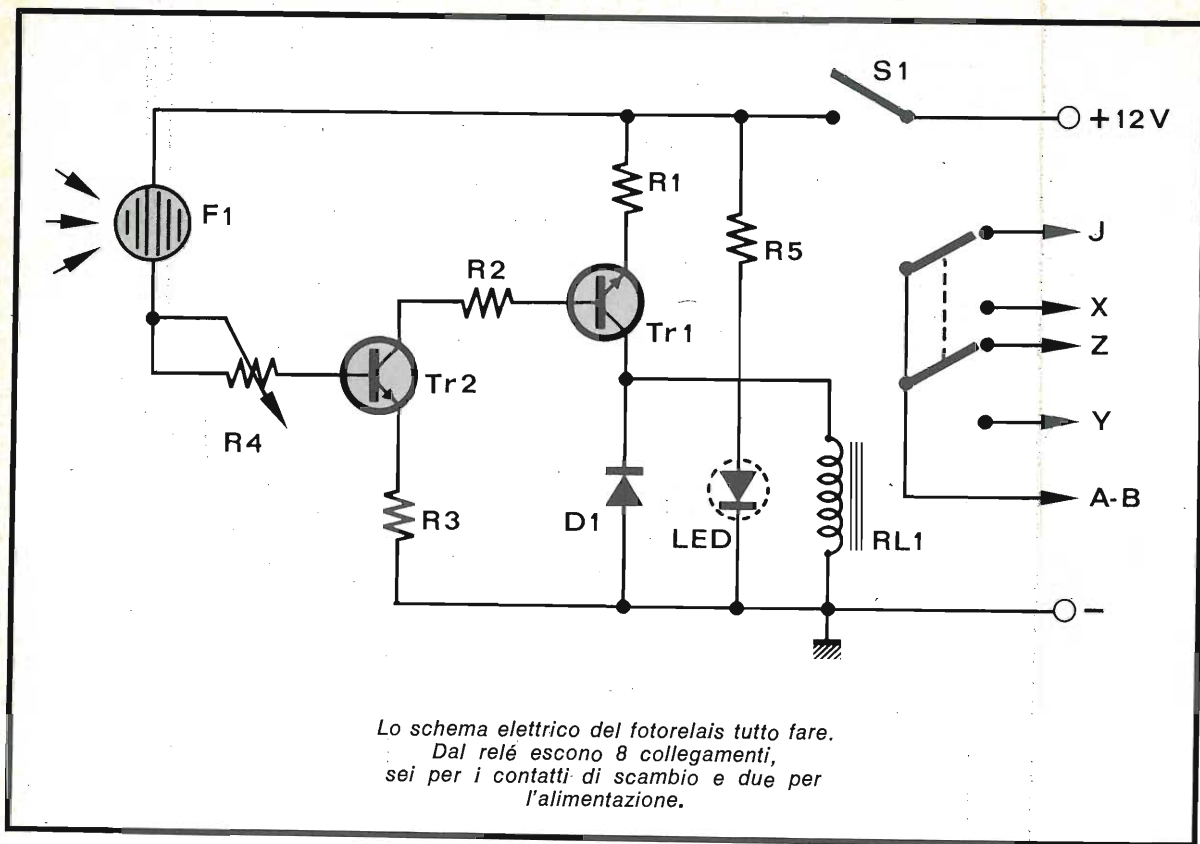 S1
+12V
F1
R1
R5
J
R2
Tr1
X
Z
Tr2
R4
Y
R3
D1
LED
RL1
A-B
–
Lo schema elettrico del fotorelais tutto fare.
Dal relé escono 8 collegamenti,
sei per i contatti di scambio e due per
l'alimentazione.